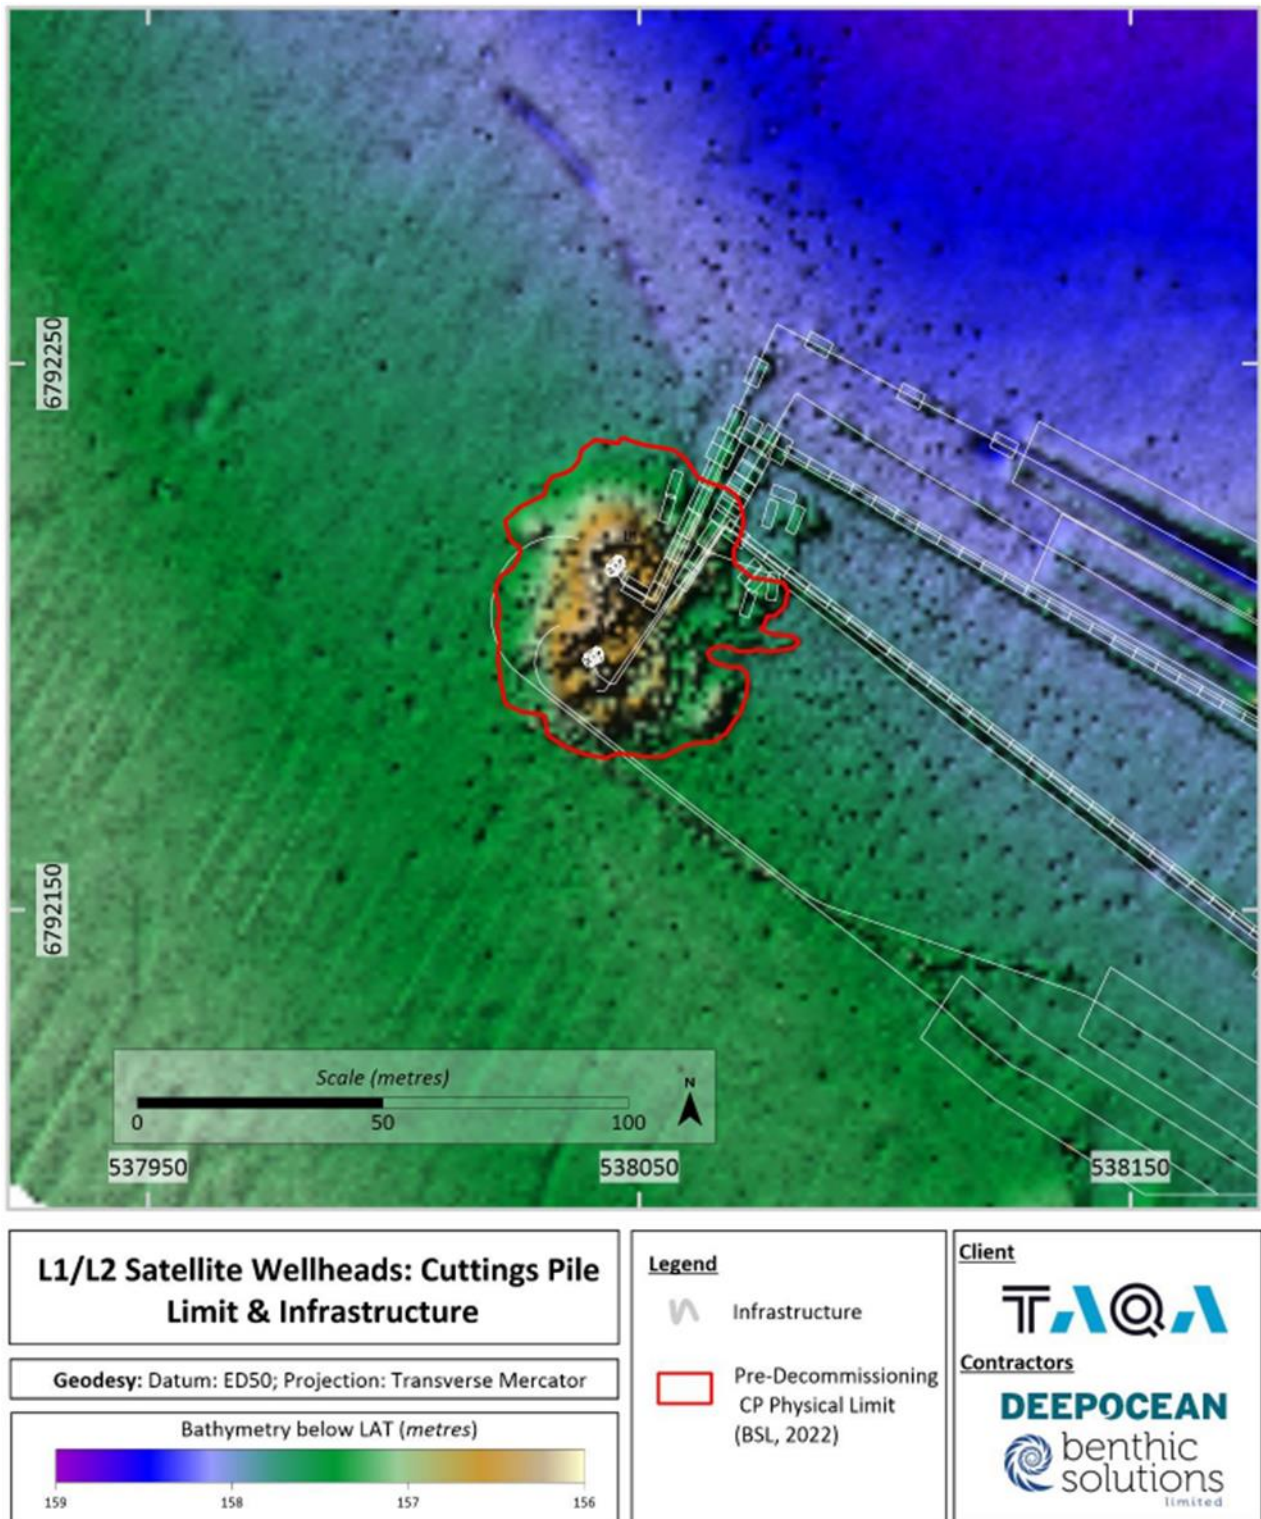 6792250
6792150
Scale (metres)
0 50 100
N
537950 538050 538150
L1/L2 Satellite Wellheads: Cuttings Pile
Limit & Infrastructure
Geodesy: Datum: ED50; Projection: Transverse Mercator
Bathymetry below LAT (metres)
159 158 157 156
Legend
Infrastructure
Pre-Decommissioning
CP Physical Limit
(BSL, 2022)
Client
TAQA
Contractors
DEEPOCEAN
benthic
solutions
limited